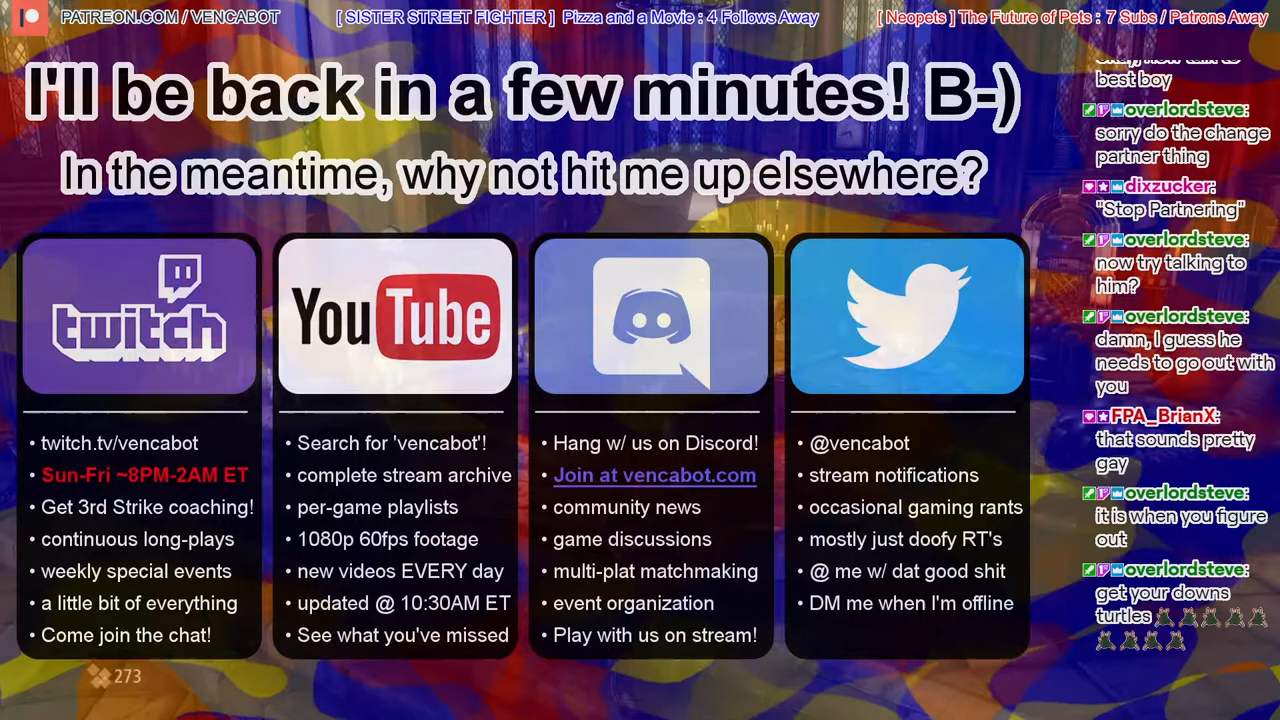 PATREON.COM / VENCABOT
[ SISTER STREET FIGHTER ] Pizza and a Movie : 4 Follows Away
[ Neopets ] The Future of Pets : 7 Subs / Patrons Away
I'll be back in a few minutes! B-)
In the meantime, why not hit me up elsewhere?
twitch
• twitch.tv/vencabot
• Sun-Fri ~8PM-2AM ET
• Get 3rd Strike coaching!
• continuous long-plays
• weekly special events
• a little bit of everything
• Come join the chat!
YouTube
• Search for 'vencabot'!
• complete stream archive
• per-game playlists
• 1080p 60fps footage
• new videos EVERY day
• updated @ 10:30AM ET
• See what you've missed
• Hang w/ us on Discord!
• Join at vencabot.com
• community news
• game discussions
• multi-plat matchmaking
• event organization
• Play with us on stream!
• @vencabot
• stream notifications
• occasional gaming rants
• mostly just doofy RT's
• @ me w/ dat good shit
• DM me when I'm offline
best boy
overlordsteve:
sorry do the change
partner thing
dixzucker:
"Stop Partnering"
overlordsteve:
now try talking to
him?
overlordsteve:
damn, I guess he
needs to go out with
you
FPA_BrianX:
that sounds pretty
gay
overlordsteve:
it is when you figure
out
overlordsteve:
get your downs
turtles
273